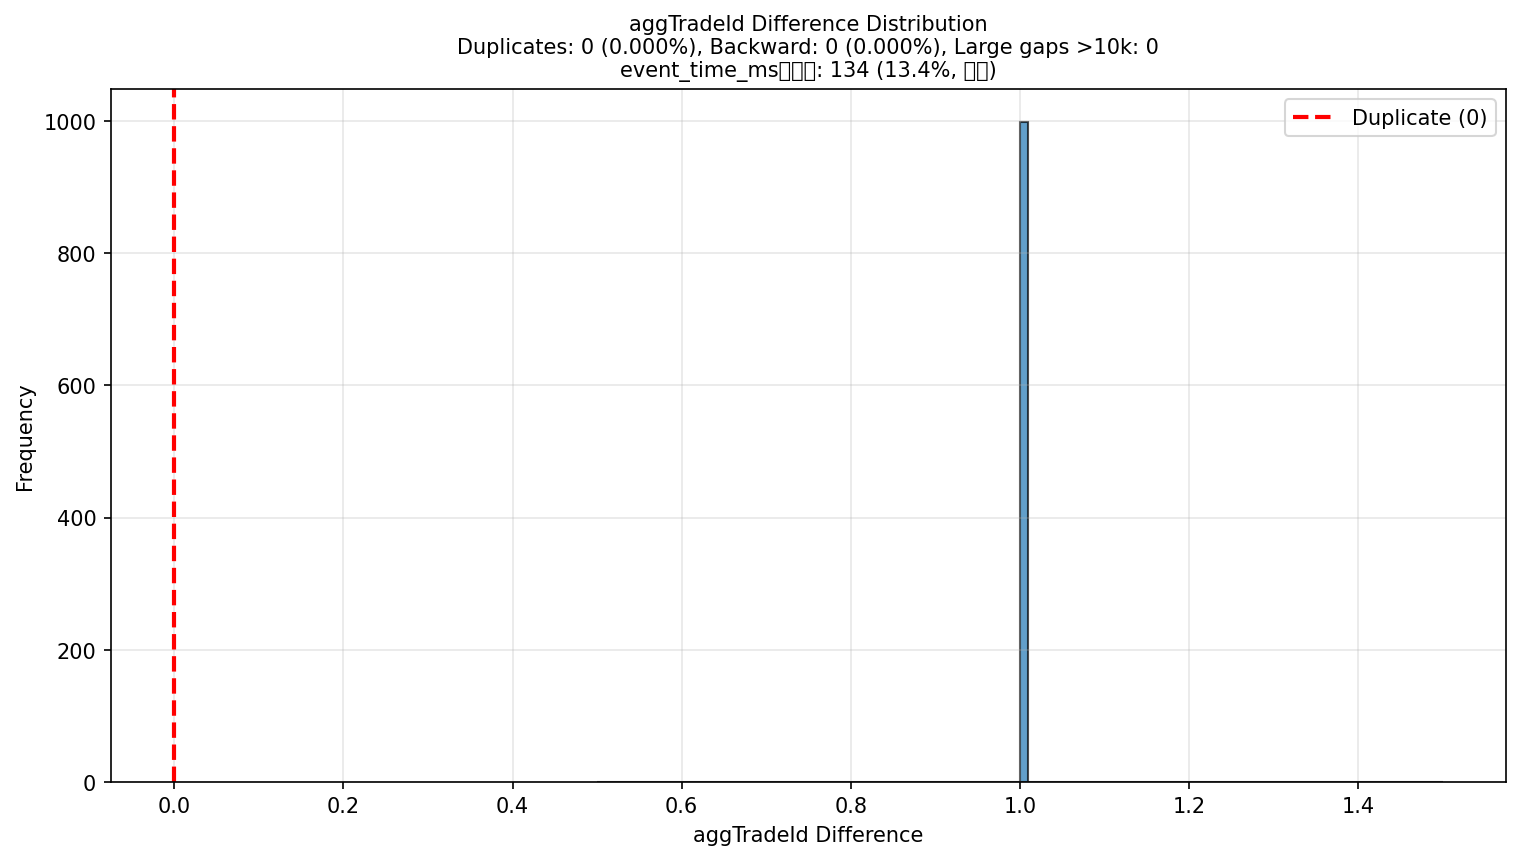 aggTradeId Difference Distribution
Duplicates: 0 (0.000%), Backward: 0 (0.000%), Large gaps >10k: 0
event_time_ms: 134 (13.4%, )
Duplicate (0)
1000
800
600
400
200
0
Frequency
0.0 0.2 0.4 0.6 0.8 1.0 1.2 1.4
aggTradeId Difference